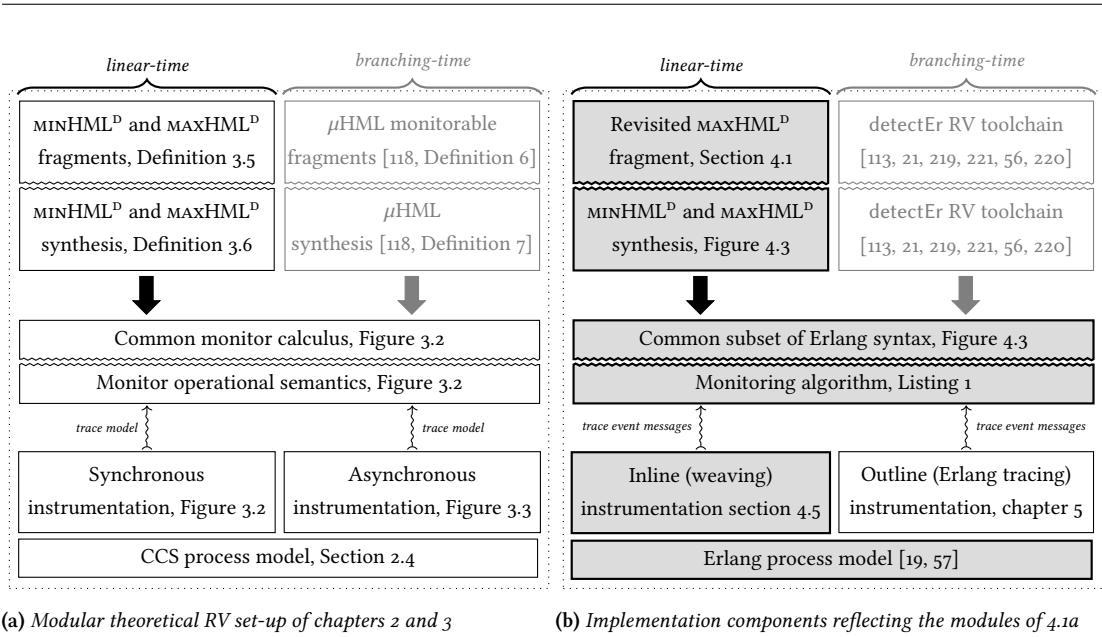 linear-time
branching-time
MINHMLᴰ and MAXHMLᴰ
fragments, Definition 3.5
μHML monitorable
fragments [118, Definition 6]
MINHMLᴰ and MAXHMLᴰ
synthesis, Definition 3.6
μHML
synthesis [118, Definition 7]
Common monitor calculus, Figure 3.2
Monitor operational semantics, Figure 3.2
trace model
trace model
Synchronous
instrumentation, Figure 3.2
Asynchronous
instrumentation, Figure 3.3
CCS process model, Section 2.4
(a) Modular theoretical RV set-up of chapters 2 and 3
linear-time
branching-time
Revisited MAXHMLᴰ
fragment, Section 4.1
detectEr RV toolchain
[113, 21, 219, 221, 56, 220]
MINHMLᴰ and MAXHMLᴰ
synthesis, Figure 4.3
detectEr RV toolchain
[113, 21, 219, 221, 56, 220]
Common subset of Erlang syntax, Figure 4.3
Monitoring algorithm, Listing 1
trace event messages
trace event messages
Inline (weaving)
instrumentation section 4.5
Outline (Erlang tracing)
instrumentation, chapter 5
Erlang process model [19, 57]
(b) Implementation components reflecting the modules of 4.1a